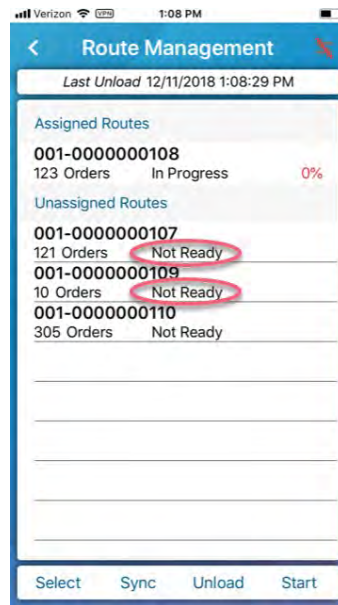 Verizon VPN 1:08 PM
Route Management
Last Unload 12/11/2018 1:08:29 PM
Assigned Routes
001-0000000108
123 Orders In Progress 0%
Unassigned Routes
001-0000000107
121 Orders Not Ready
001-0000000109
10 Orders Not Ready
001-0000000110
305 Orders Not Ready
Select Sync Unload Start